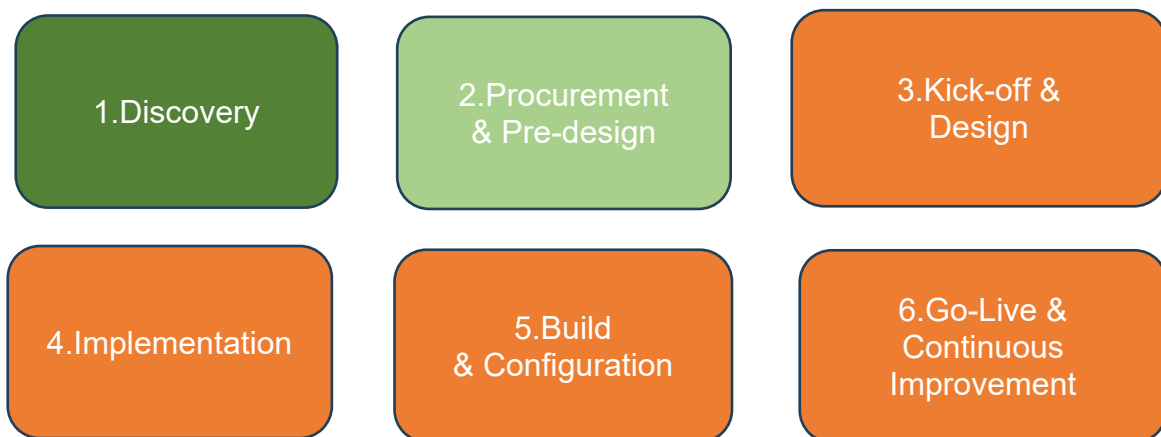 1.Discovery
2.Procurement
& Pre-design
3.Kick-off &
Design
4.Implementation
5.Build
& Configuration
6.Go-Live &
Continuous
Improvement